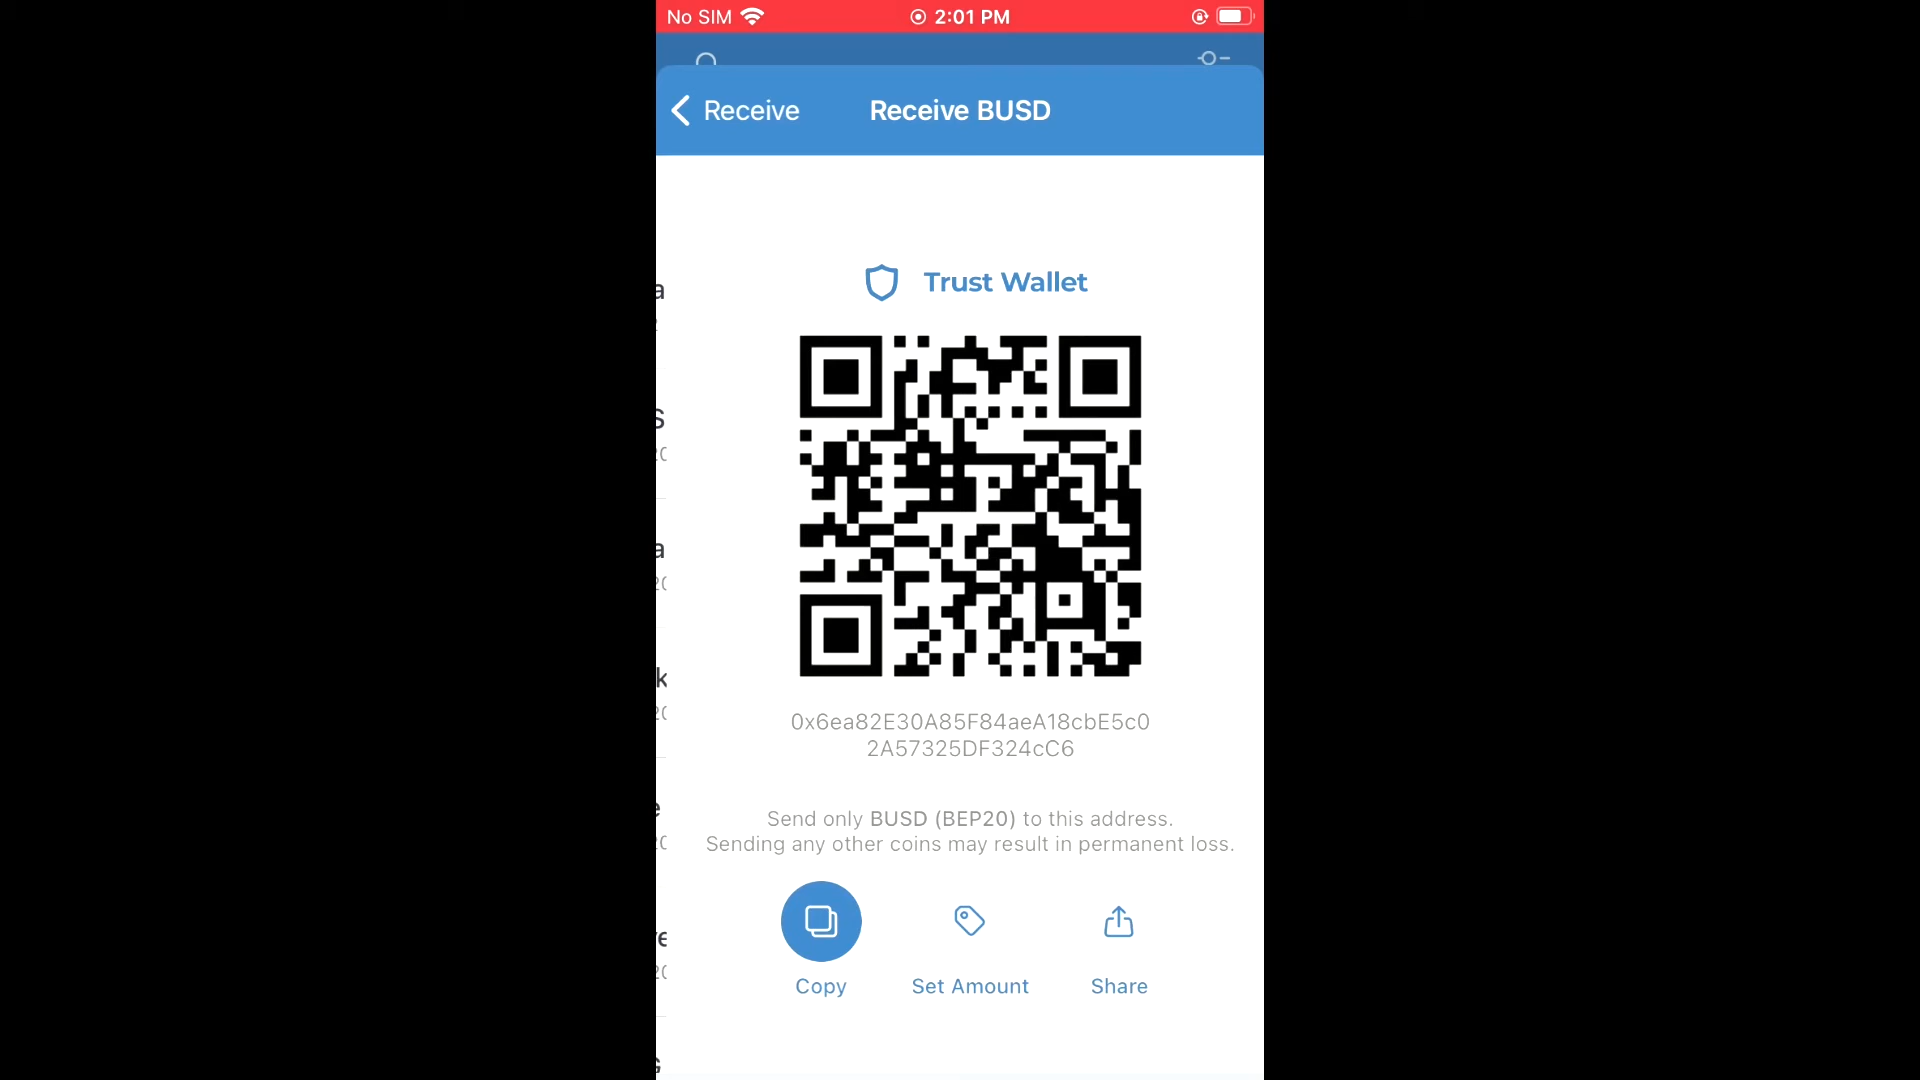 No SIM 2:01 PM
Receive Receive BUSD
Trust Wallet
0x6ea82E30A85F84aeA18cbE5c0
2A57325DF324cC6
Send only BUSD (BEP20) to this address.
Sending any other coins may result in permanent loss.
Copy Set Amount Share